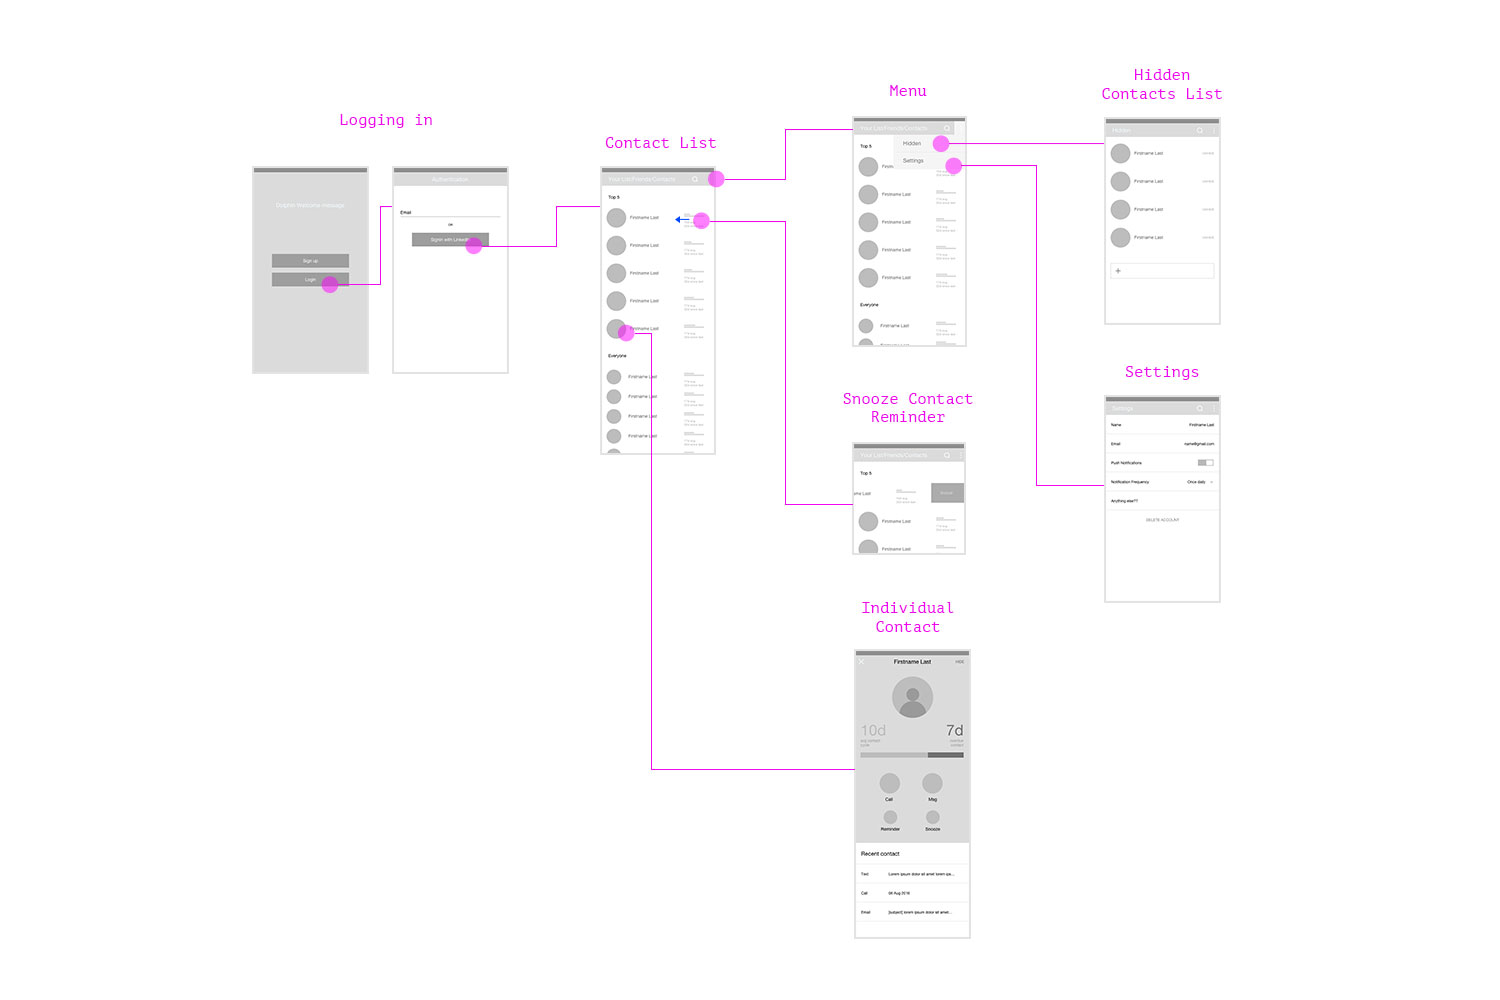 Logging in
Dolphin Welcome message
Sign up
Login
Authentication
Email
OR
SignIn with LinkedIn
Contact List
Your List/Friends/Contacts
Top 5
Firstname Last
Firstname Last
Firstname Last
Firstname Last
Firstname Last
Everyone
Firstname Last
Firstname Last
Firstname Last
Firstname Last
Menu
Your List/Friends/Contacts
Hidden
Settings
Top 5
Firstname Last
Firstname Last
Firstname Last
Firstname Last
Everyone
Firstname Last
Firstname Last
Hidden
Contacts List
Hidden
Firstname Last
Firstname Last
Firstname Last
Firstname Last
+
Snooze Contact
Reminder
Your List/Friends/Contacts
Top 5
me Last
Firstname Last
Firstname Last
Settings
Settings
Name Firstname Last
Email name@gmail.com
Push Notifications
Notification Frequency Once daily
Anything else??
DELETE ACCOUNT
Individual
Contact
Firstname Last
HIDE
10d
7d
Call
Msg
Reminder
Snooze
Recent contact
Text Lorem ipsum dolor sit amet lorem ips...
Call 04 Aug 2016
Email [subject] lorem ipsum dolor sit amet...